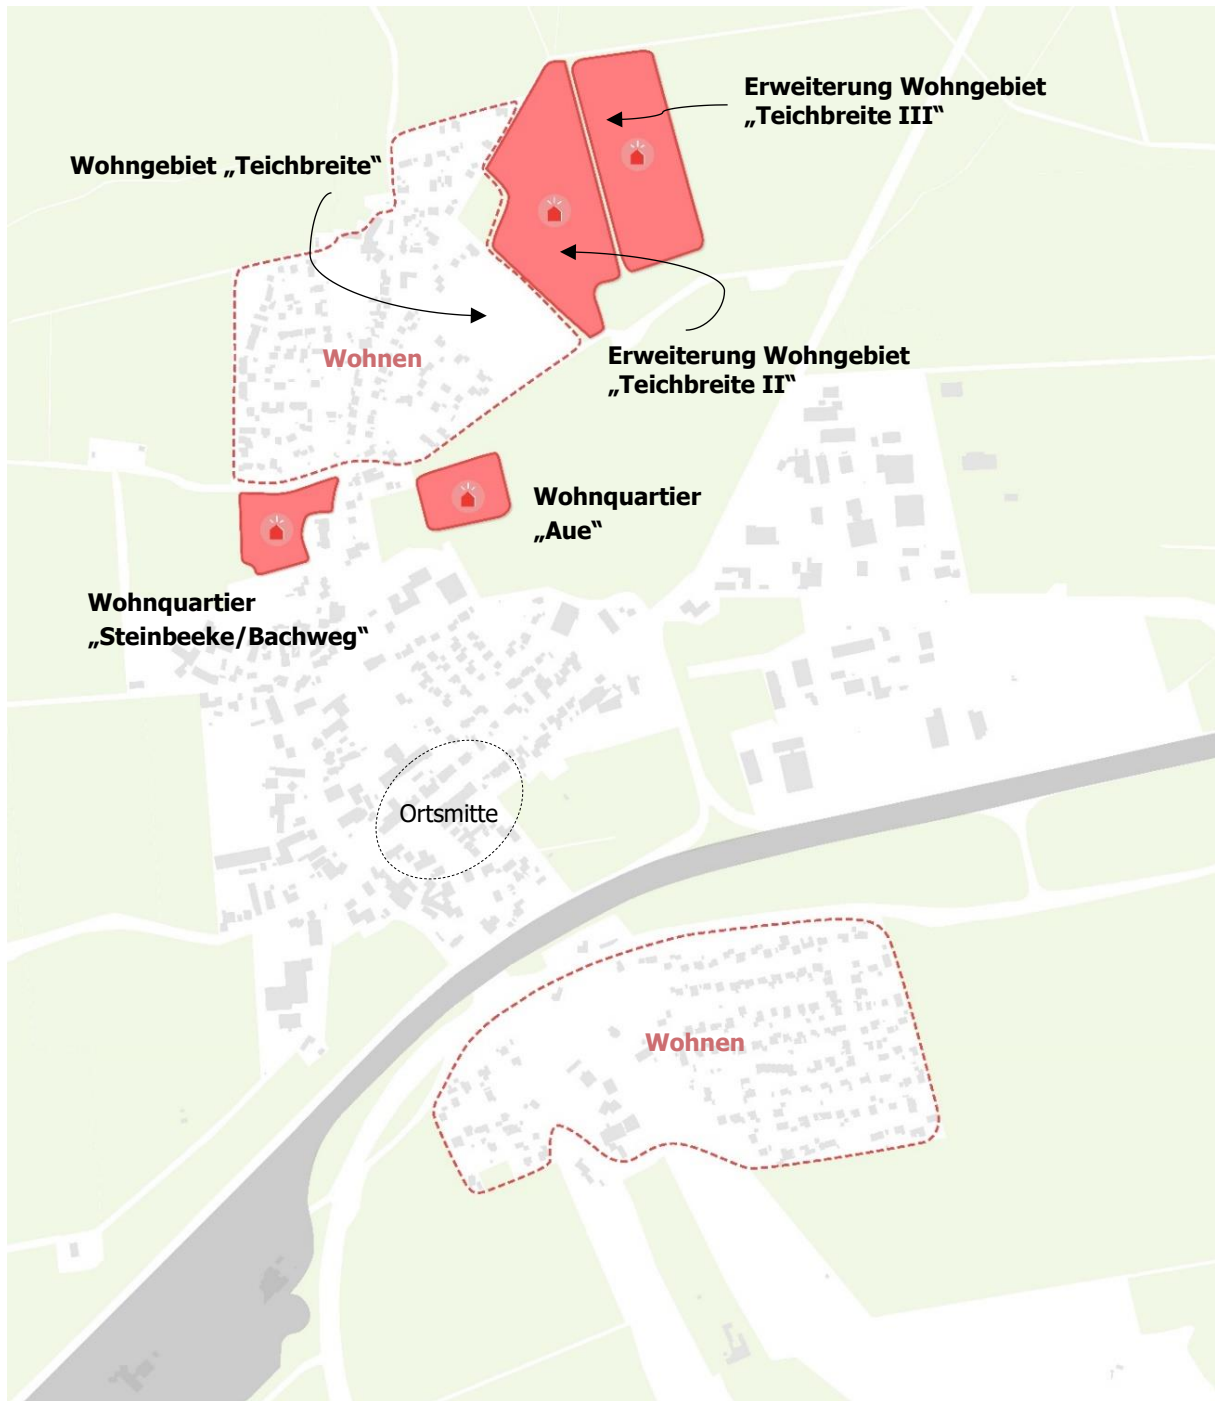 Erweiterung Wohngebiet
„Teichbreite III“
Wohngebiet „Teichbreite“
Wohnen
Erweiterung Wohngebiet
„Teichbreite II“
Wohnquartier
„Aue“
Wohnquartier
„Steinbeeke/Bachweg“
Ortsmitte
Wohnen